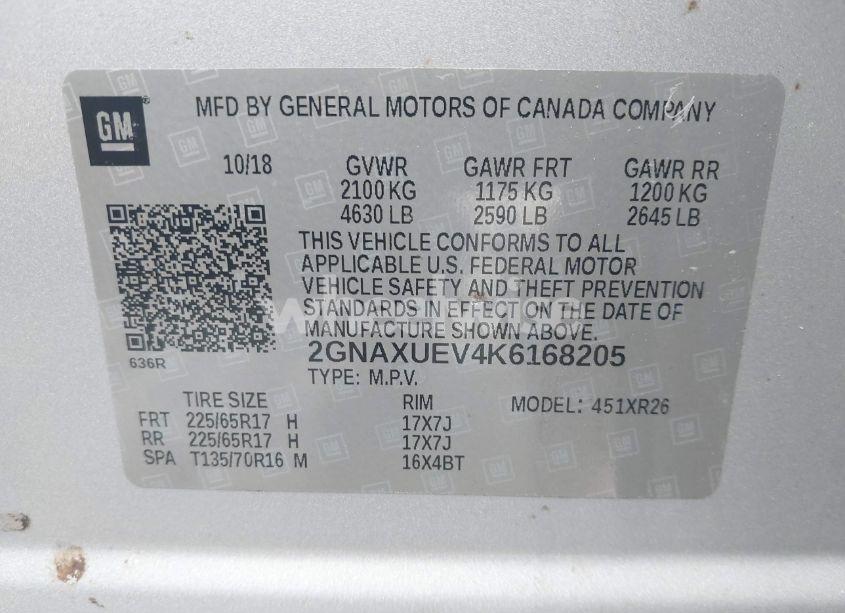 GM
MFD BY GENERAL MOTORS OF CANADA COMPANY
10/18 GVWR GAWR FRT GAWR RR
2100 KG 1175 KG 1200 KG
4630 LB 2590 LB 2645 LB
THIS VEHICLE CONFORMS TO ALL
APPLICABLE U.S. FEDERAL MOTOR
VEHICLE SAFETY AND THEFT PREVENTION
STANDARDS IN EFFECT ON THE DATE OF
MANUFACTURE SHOWN ABOVE.
636R
2GNAXUEV4K6168205
TYPE: M.P.V.
TIRE SIZE RIM MODEL: 451XR26
FRT 225/65R17 H 17X7J
RR 225/65R17 H 17X7J
SPA T135/70R16 M 16X4BT